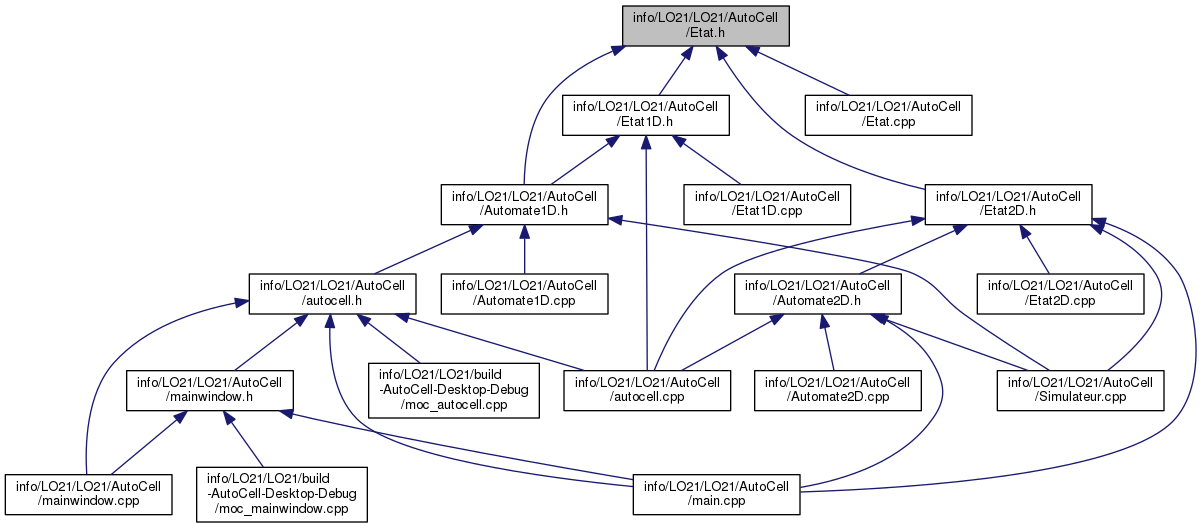 info/LO21/LO21/AutoCell
/Etat.h
info/LO21/LO21/AutoCell
/Etat1D.h
info/LO21/LO21/AutoCell
/Etat.cpp
info/LO21/LO21/AutoCell
/Automate1D.h
info/LO21/LO21/AutoCell
/Etat1D.cpp
info/LO21/LO21/AutoCell
/Etat2D.h
info/LO21/LO21/AutoCell
/autocell.h
info/LO21/LO21/AutoCell
/Automate1D.cpp
info/LO21/LO21/AutoCell
/Automate2D.h
info/LO21/LO21/AutoCell
/Etat2D.cpp
info/LO21/LO21/AutoCell
/mainwindow.h
info/LO21/LO21/build
-AutoCell-Desktop-Debug
/moc_autocell.cpp
info/LO21/LO21/AutoCell
/autocell.cpp
info/LO21/LO21/AutoCell
/Automate2D.cpp
info/LO21/LO21/AutoCell
/Simulateur.cpp
info/LO21/LO21/AutoCell
/mainwindow.cpp
info/LO21/LO21/build
-AutoCell-Desktop-Debug
/moc_mainwindow.cpp
info/LO21/LO21/AutoCell
/main.cpp